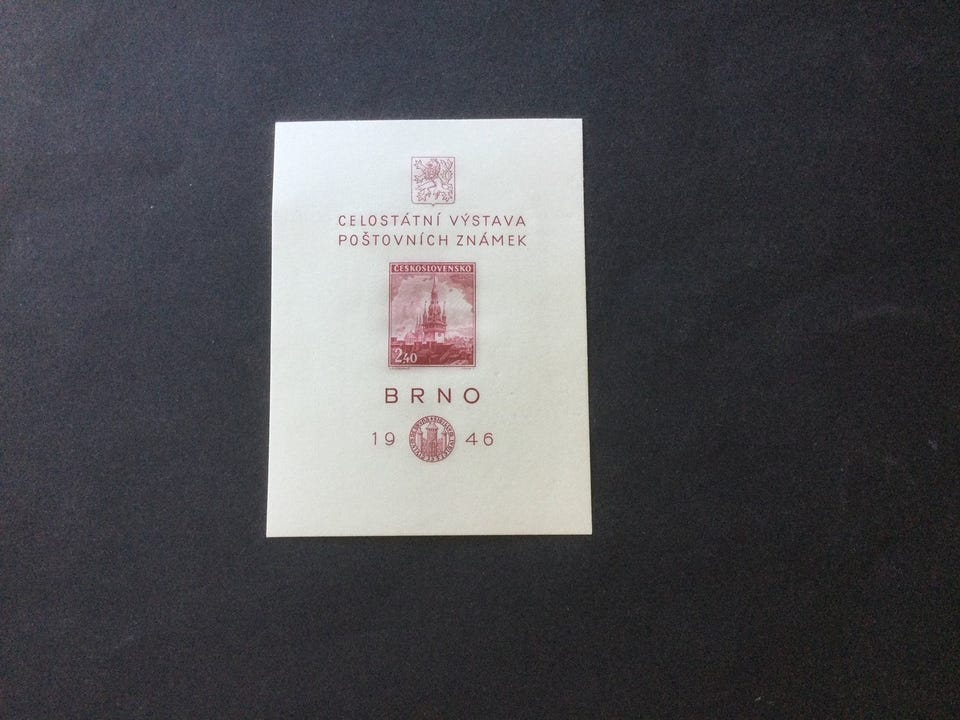 CELOSTÁTNÍ VÝSTAVA
POŠTOVNÍCH ZNÁMEK
ČESKOSLOVENSKO
2.40
BRNO
19 46